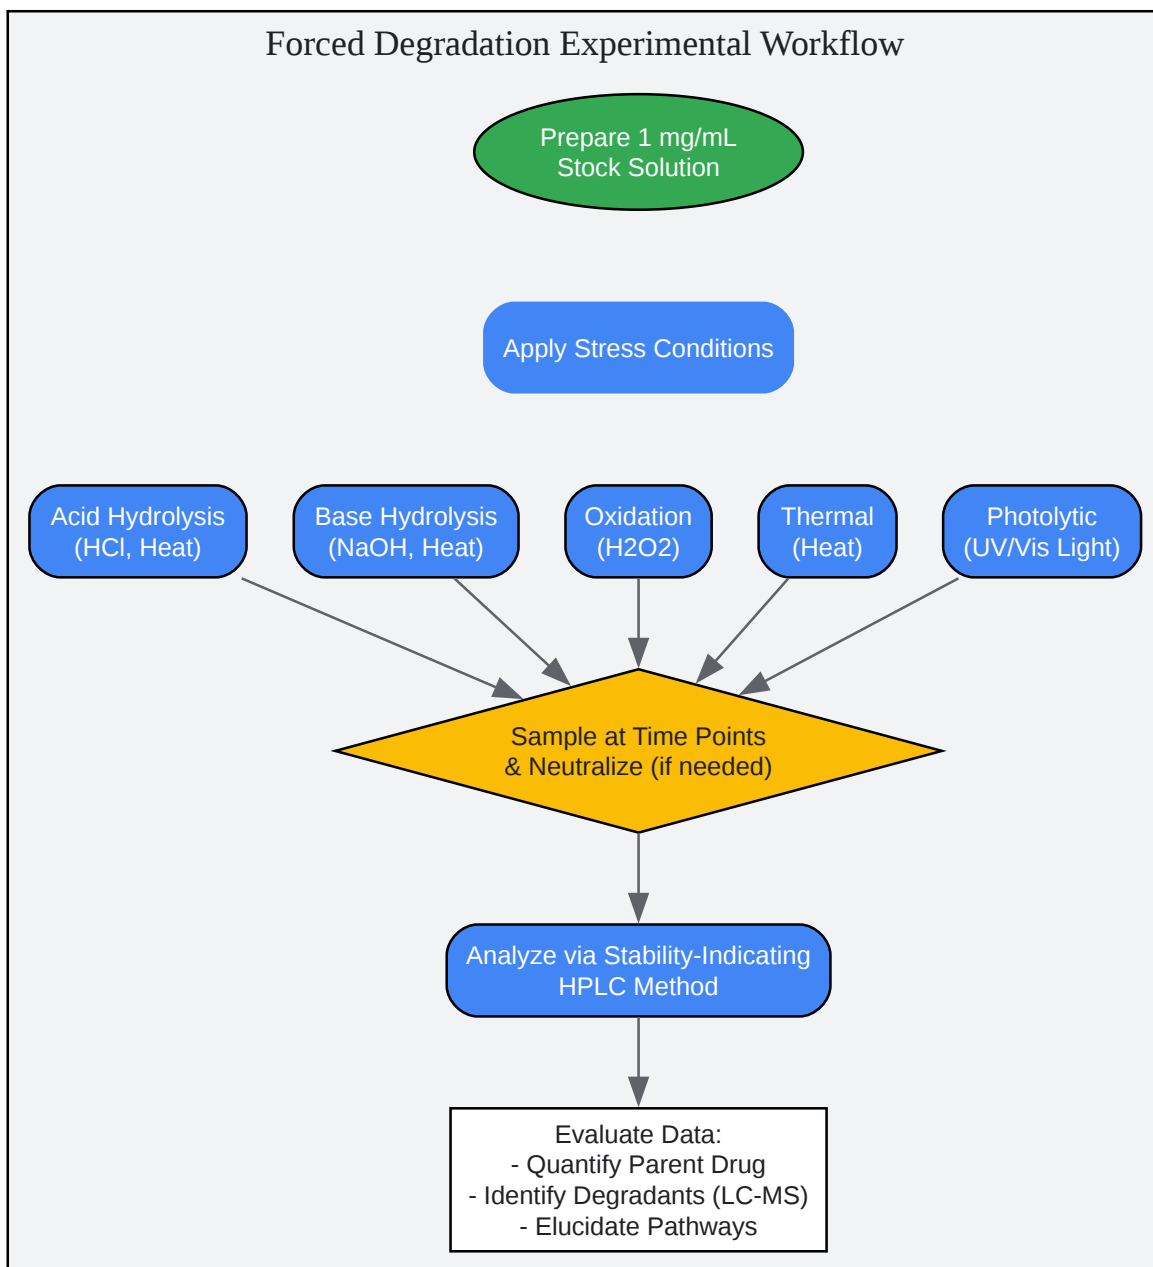 Forced Degradation Experimental Workflow
Prepare 1 mg/mL
Stock Solution
Apply Stress Conditions
Acid Hydrolysis
(HCl, Heat)
Base Hydrolysis
(NaOH, Heat)
Oxidation
(H2O2)
Thermal
(Heat)
Photolytic
(UV/Vis Light)
Sample at Time Points
& Neutralize (if needed)
Analyze via Stability-Indicating
HPLC Method
Evaluate Data:
- Quantify Parent Drug
- Identify Degradants (LC-MS)
- Elucidate Pathways